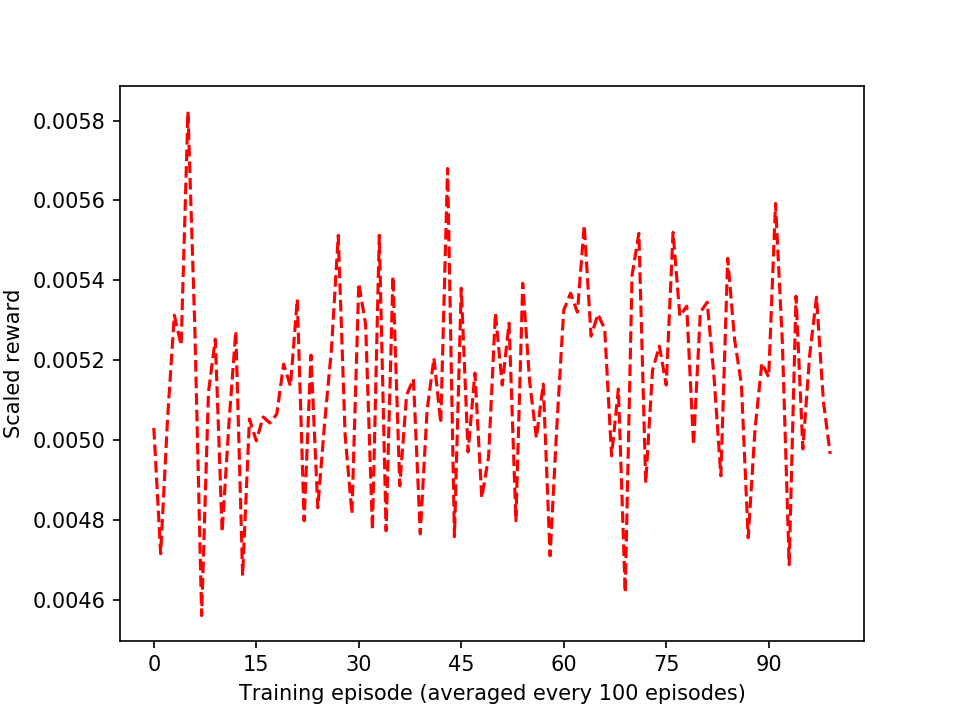 0.0058
0.0056
0.0054
0.0052
0.0050
0.0048
0.0046
Scaled reward
0 15 30 45 60 75 90
Training episode (averaged every 100 episodes)